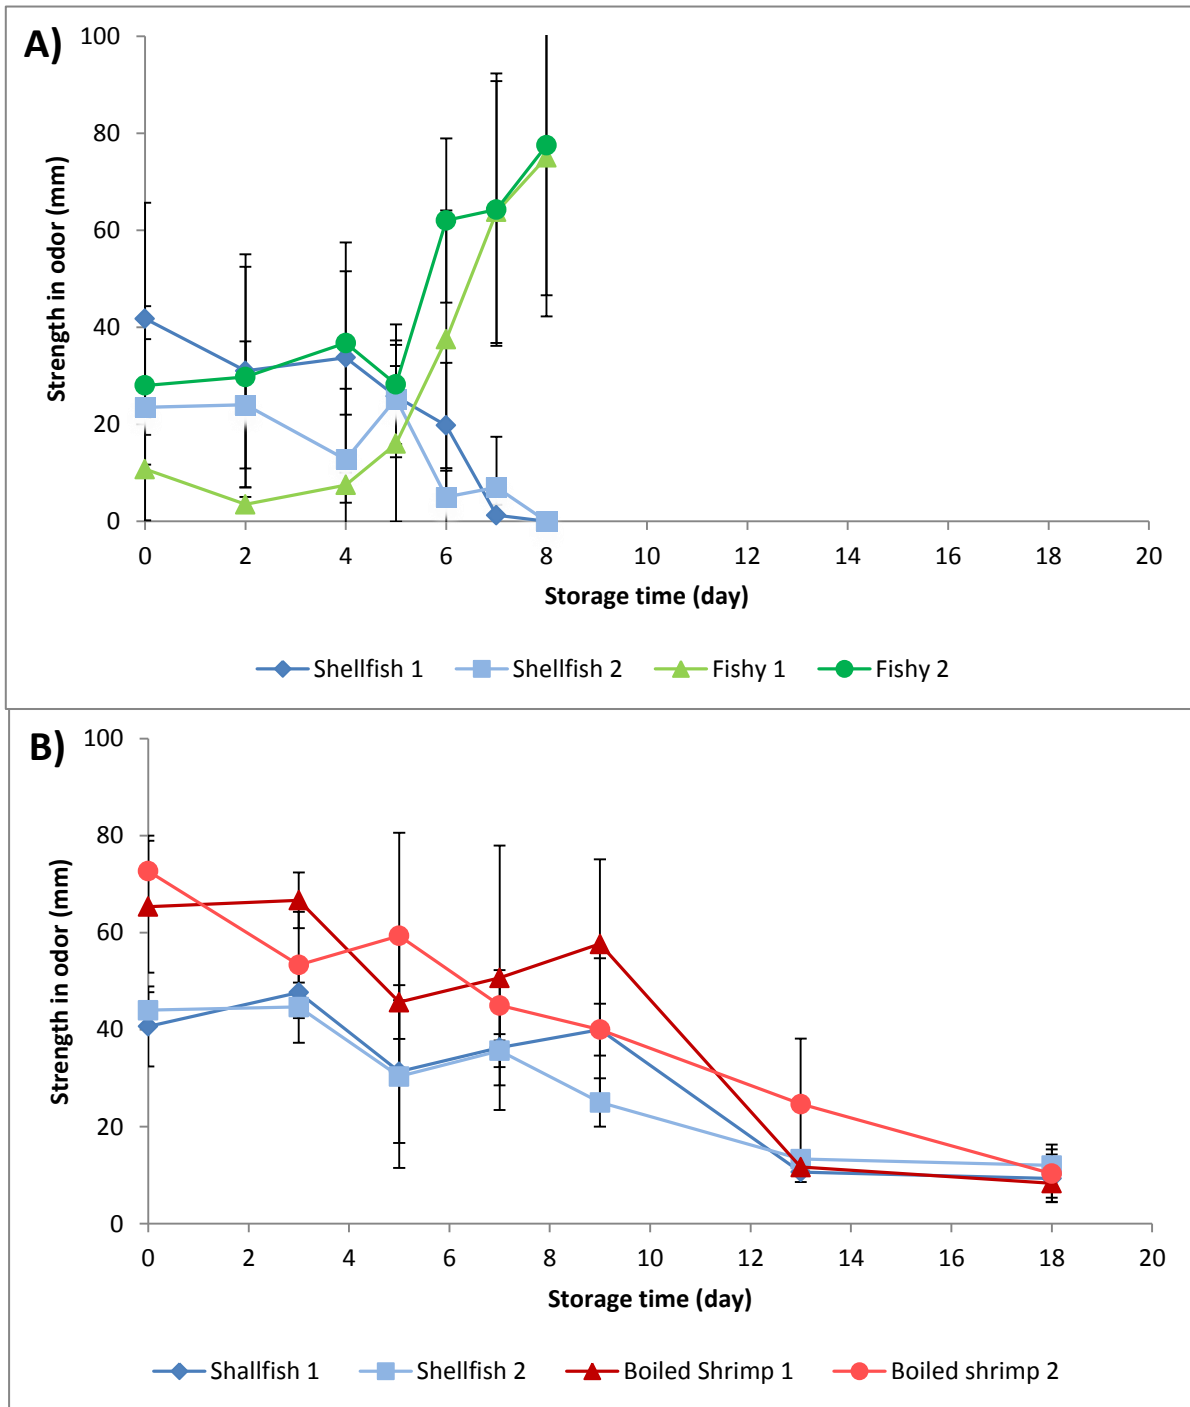 A)
100
80
60
40
20
0
Strength in odor (mm)
0 2 4 6 8 10 12 14 16 18 20
Storage time (day)
Shellfish 1 Shellfish 2 Fishy 1 Fishy 2
B)
100
80
60
40
20
0
Strength in odor (mm)
0 2 4 6 8 10 12 14 16 18 20
Storage time (day)
Shallfish 1 Shellfish 2 Boiled Shrimp 1 Boiled shrimp 2